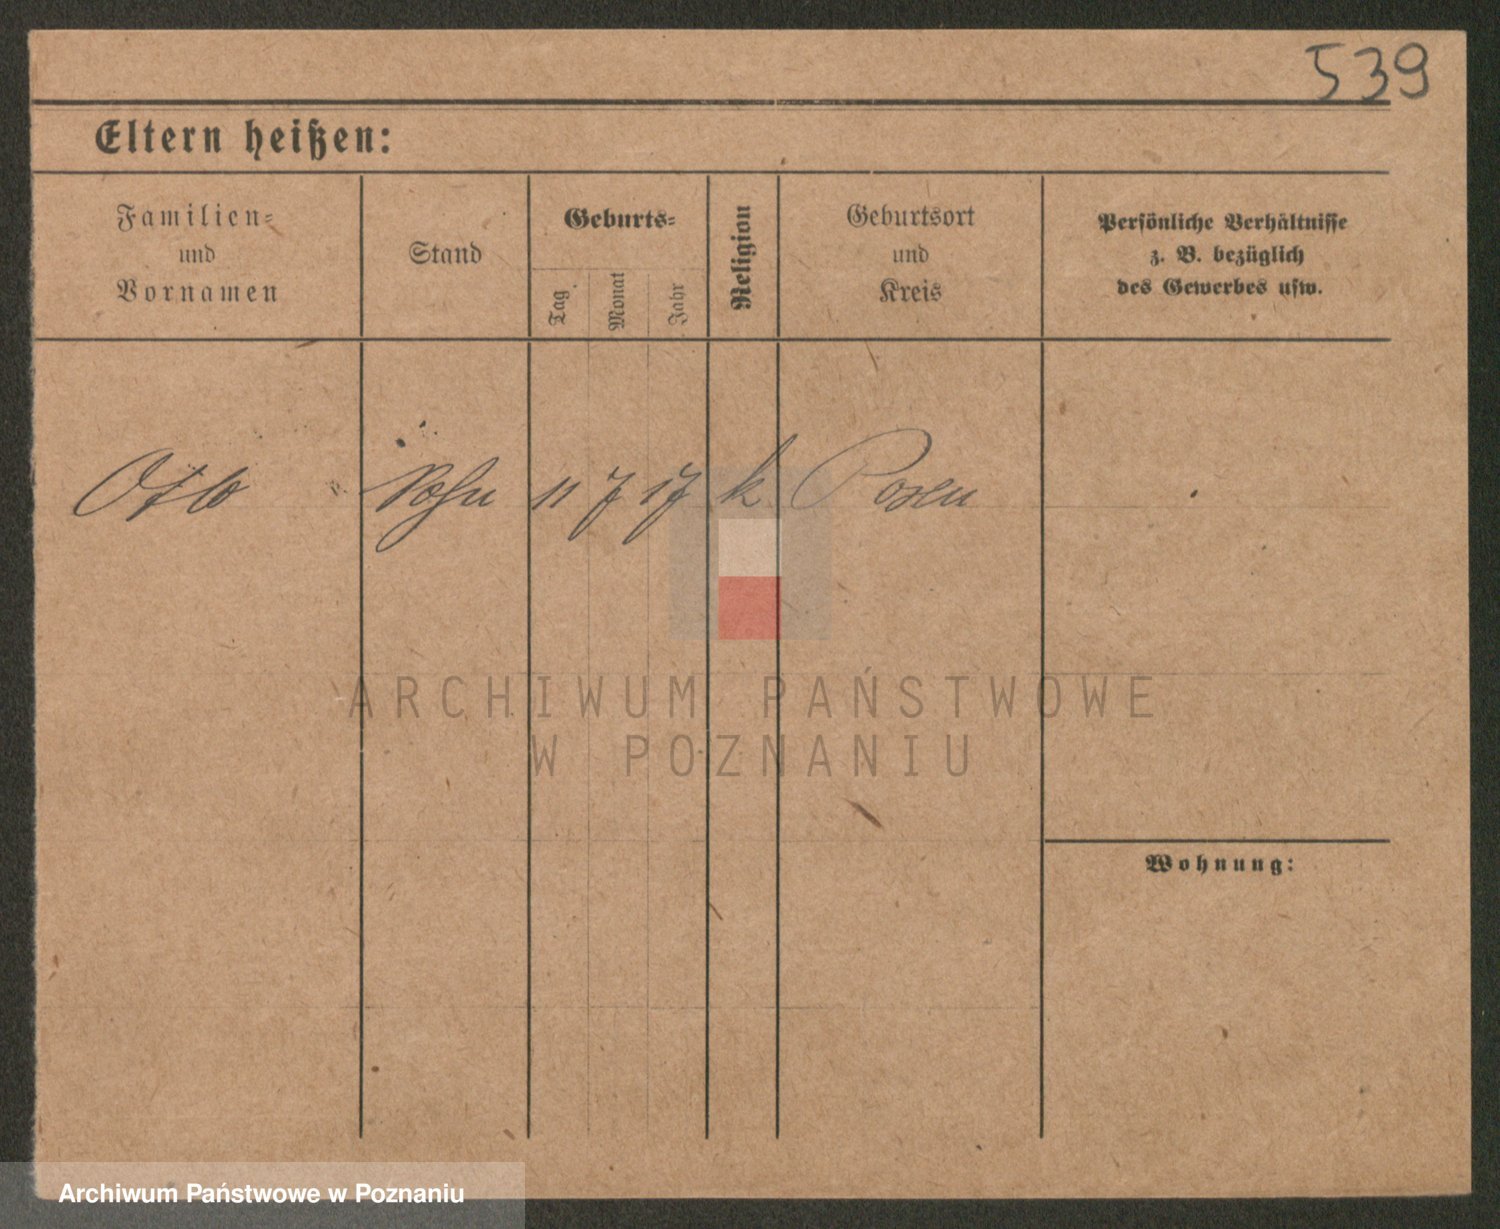 539
Eltern heißen:
Familien-
und
Vornamen
Stand
Geburts-
Tag
Monat
Jahr
Religion
Geburtsort
und
Kreis
Persönliche Verhältnisse
z. B. bezüglich
des Gewerbes usw.
Otto Sohn 11 7 17 k Posen
ARCHIWUM PAŃSTWOWE
W POZNANIU
Wohnung:
Archiwum Państwowe w Poznaniu